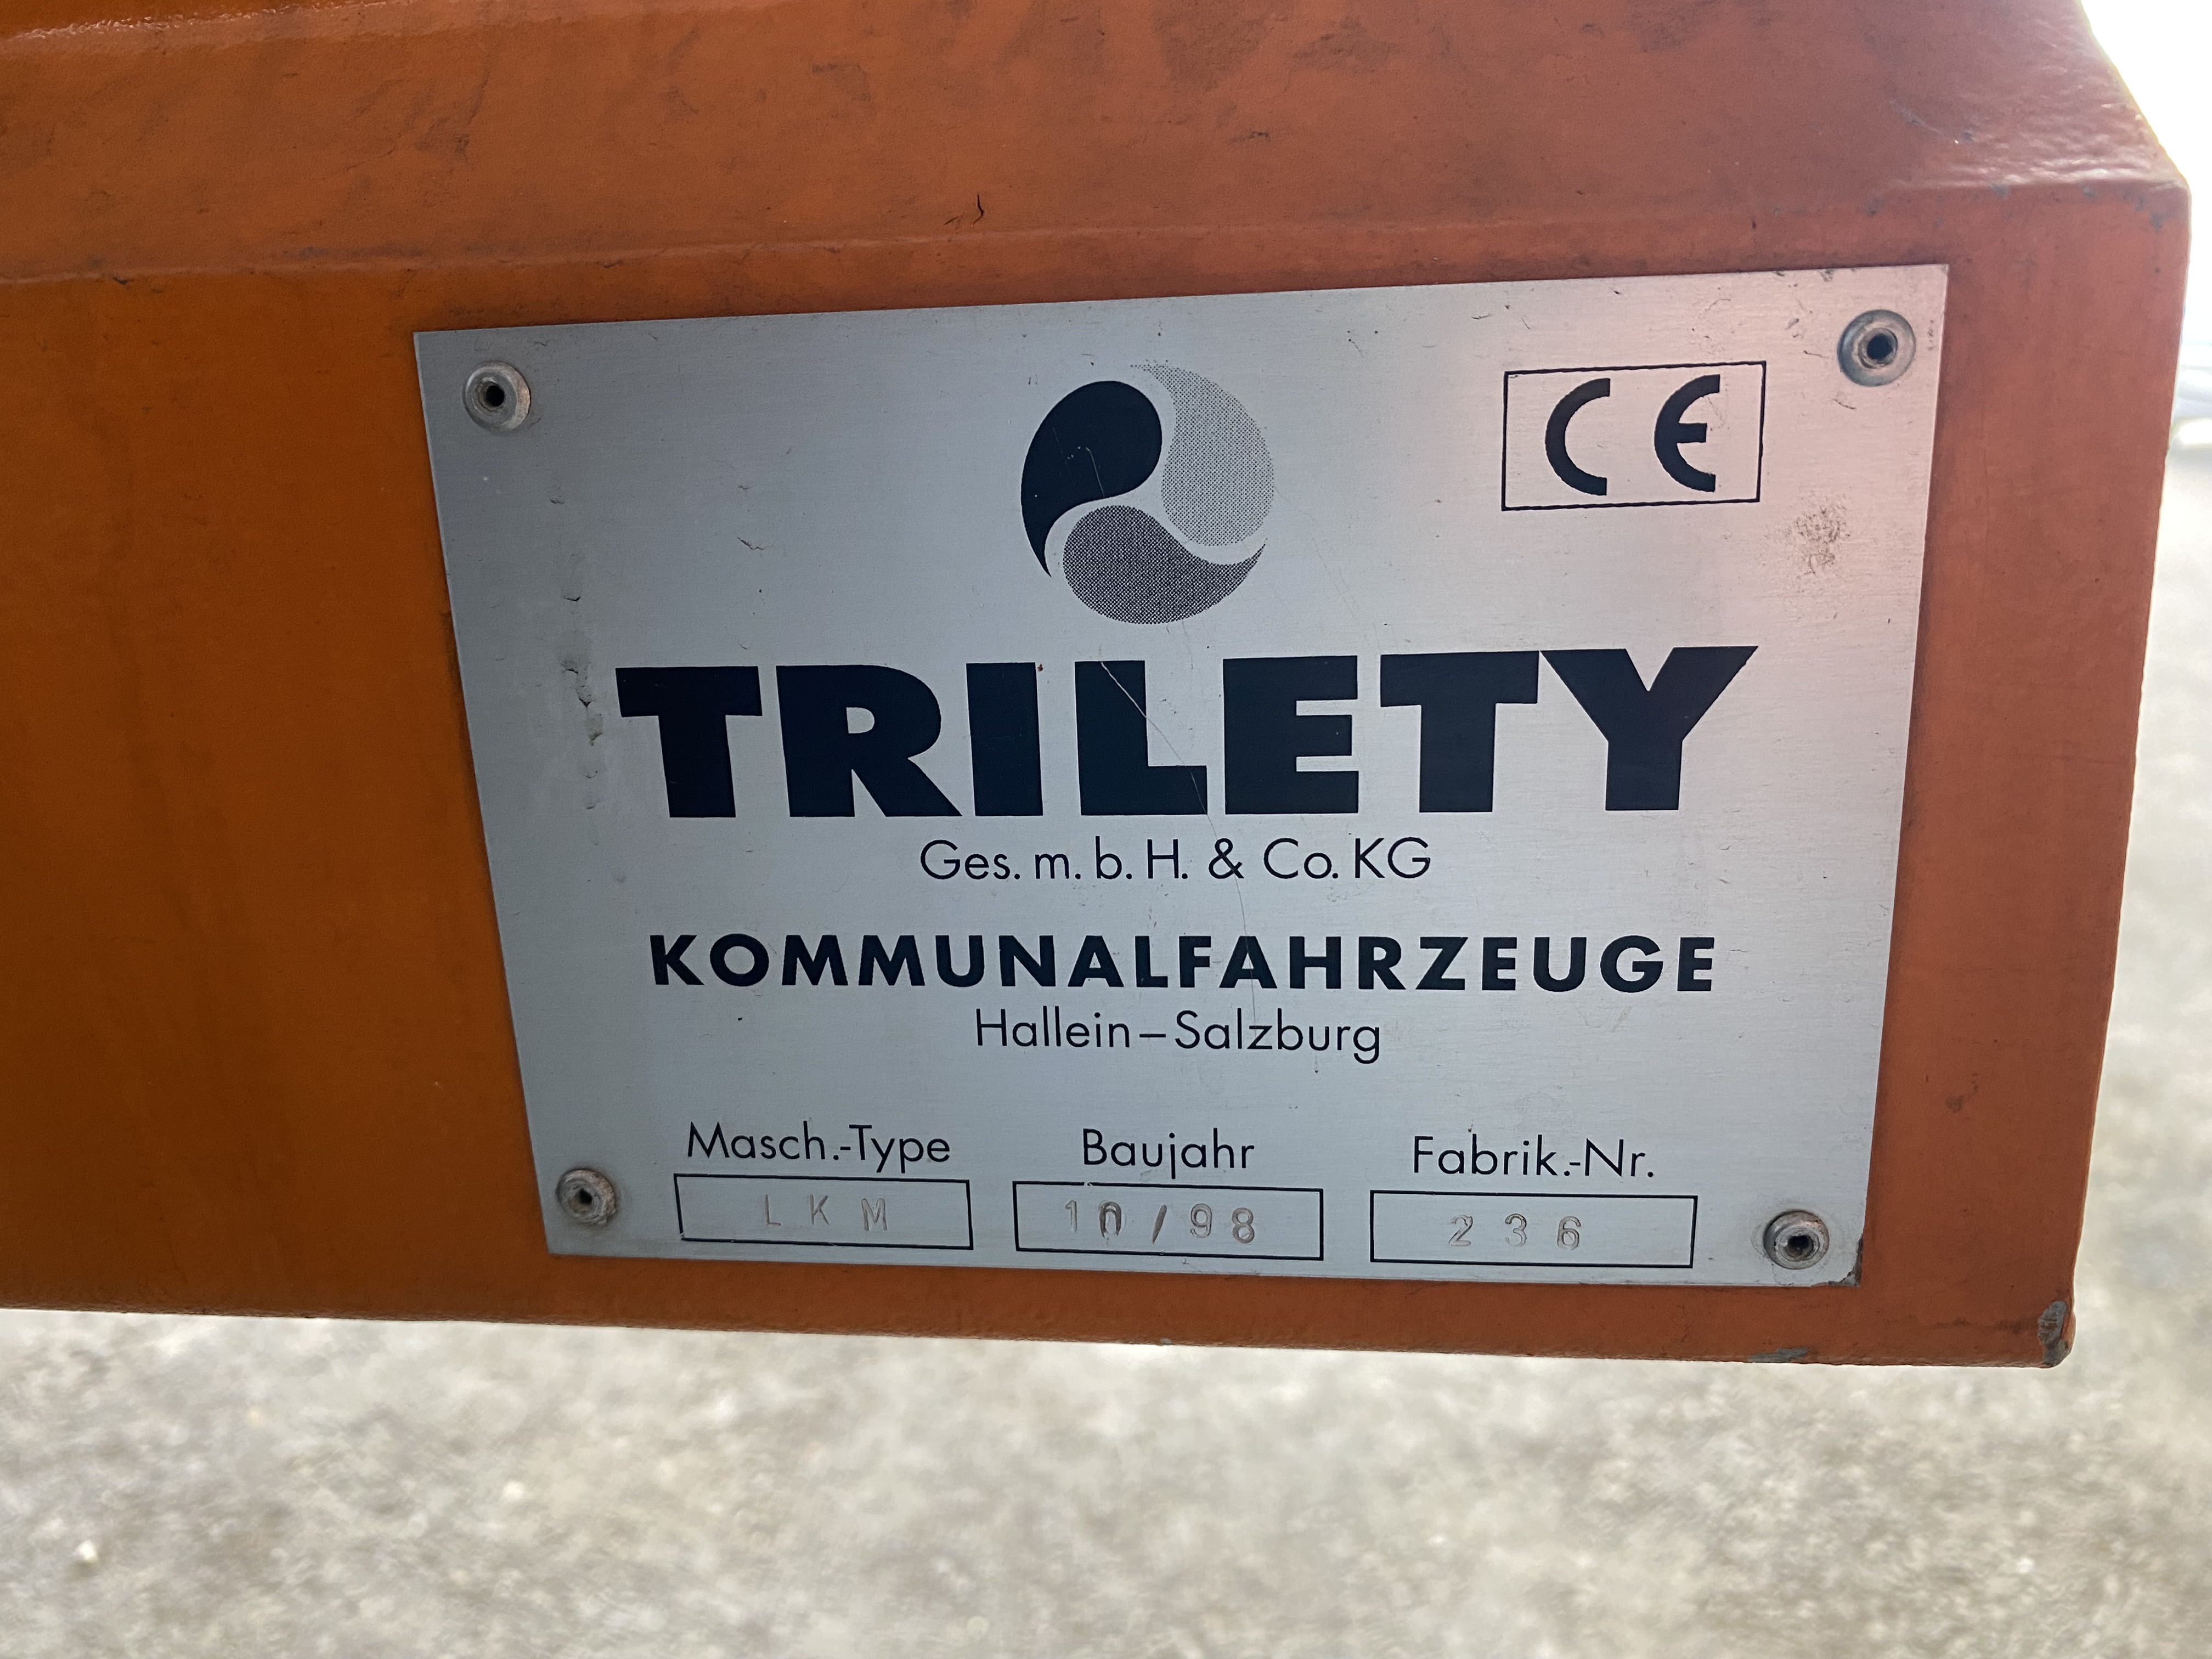 CE
TRILETY
Ges. m. b. H. & Co. KG
KOMMUNALFAHRZEUGE
Hallein–Salzburg
Masch.-Type Baujahr Fabrik.-Nr.
LKM 10/98 236